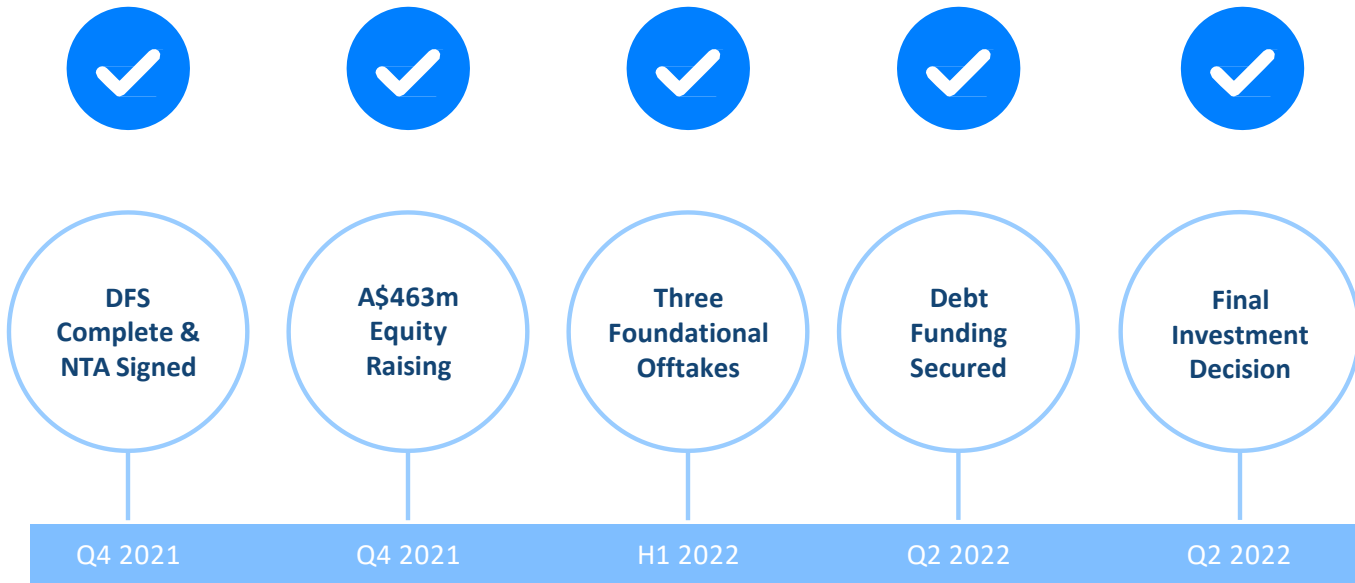 DFS
Complete &
NTA Signed
A$463m
Equity
Raising
Three
Foundational
Offtakes
Debt
Funding
Secured
Final
Investment
Decision
Q4 2021
Q4 2021
H1 2022
Q2 2022
Q2 2022